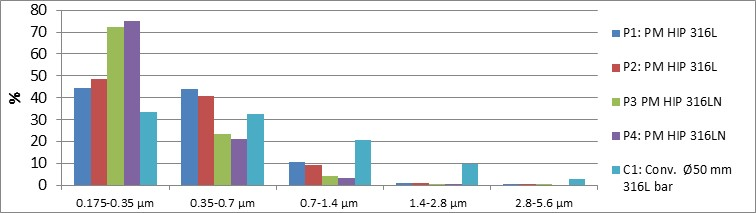 80
70
60
50
40
30
20
10
0
%
0.175-0.35 µm
0.35-0.7 µm
0.7-1.4 µm
1.4-2.8 µm
2.8-5.6 µm
P1: PM HIP 316L
P2: PM HIP 316L
P3 PM HIP 316LN
P4: PM HIP 316LN
C1: Conv. Ø50 mm
316L bar